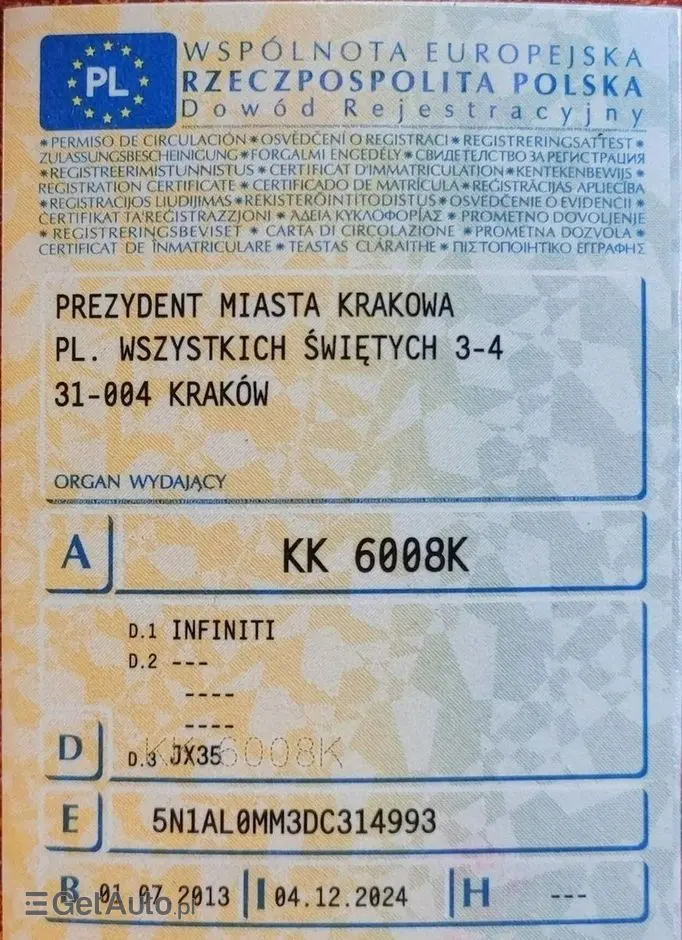 PL
WSPÓLNOTA EUROPEJSKA
RZECZPOSPOLITA POLSKA
Dowód Rejestracyjny
* PERMISO DE CIRCULACIÓN * OSVĚDČENÍ O REGISTRACI * REGISTRERINGSATTEST *
ZULASSUNGSBESCHEINIGUNG * FORGALMI ENGEDÉLY * СВИДЕТЕЛСТВО ЗА РЕГИСТРАЦИЯ
* REGISTREERIMISTUNNISTUS * CERTIFICAT D'IMMATRICULATION * KENTEKENBEWIJS *
REGISTRATION CERTIFICATE * CERTIFICADO DE MATRÍCULA * REĢISTRĀCIJAS APLIECĪBA
* REGISTRACIJOS LIUDIJIMAS * REKISTERÖINTITODISTUS * OSVEDČENIE O EVIDENCII *
ĊERTIFIKAT TA'REĠISTRAZZJONI * ΑΔΕΙΑ ΚΥΚΛΟΦΟΡΙΑΣ * PROMETNO DOVOLJENJE
* REGISTRERINGSBEVISET * CARTA DI CIRCOLAZIONE * PROMETNA DOZVOLA *
CERTIFICAT DE ÎNMATRICULARE * TEASTAS CLÁRAITHE * ΠΙΣΤΟΠΟΙΗΤΙΚΟ ΕΓΓΡΑΦΗΣ
PREZYDENT MIASTA KRAKOWA
PL. WSZYSTKICH ŚWIĘTYCH 3-4
31-004 KRAKÓW
ORGAN WYDAJĄCY
A KK 6008K
D.1 INFINITI
D.2 ---
----
----
D D.3 JX35
KK 6008K
E 5N1AL0MM3DC314993
B 01.07.2013 I 04.12.2024 H ---
GetAuto.pl